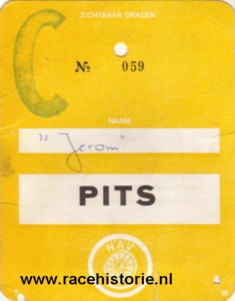 ZICHTBAAR DRAGEN
C
№ 059
NAAM
"Jerom"
PITS
NAV
www.racehistorie.nl